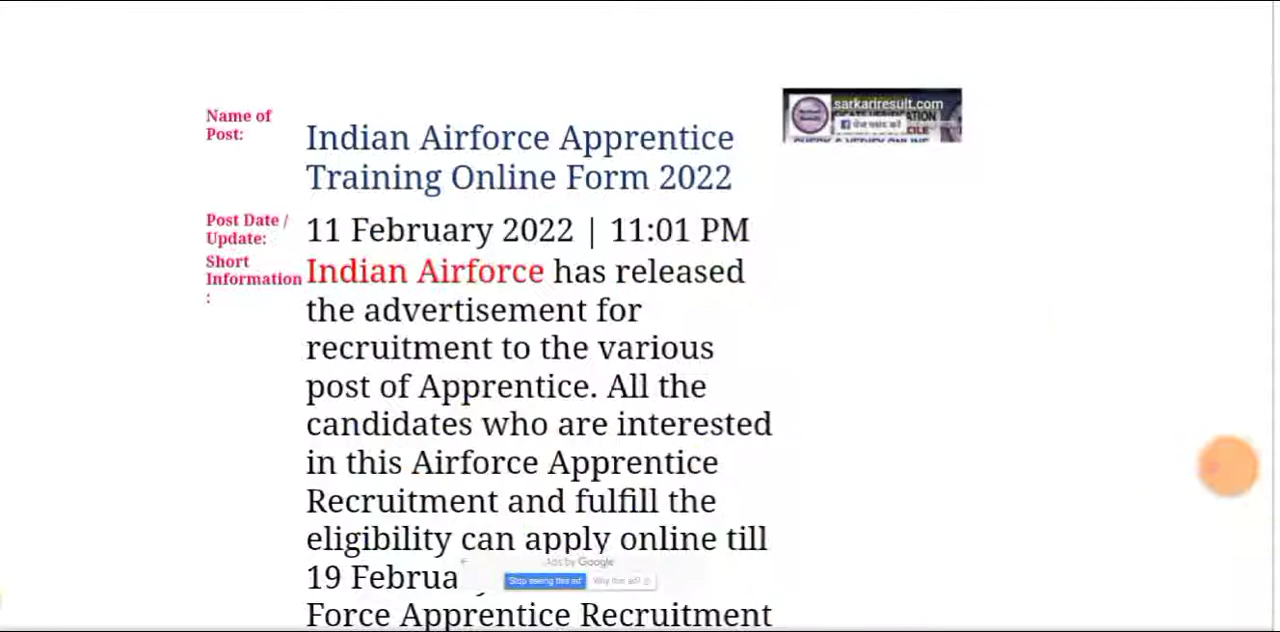 Name of
Post:
Indian Airforce Apprentice
Training Online Form 2022
sarkariresult.com
Post Date /
Update:
11 February 2022 | 11:01 PM
Short
Information
:
Indian Airforce has released
the advertisement for
recruitment to the various
post of Apprentice. All the
candidates who are interested
in this Airforce Apprentice
Recruitment and fulfill the
eligibility can apply online till
19 Februa
Ads by Google
Stop seeing this ad
Why this ad?
Force Apprentice Recruitment